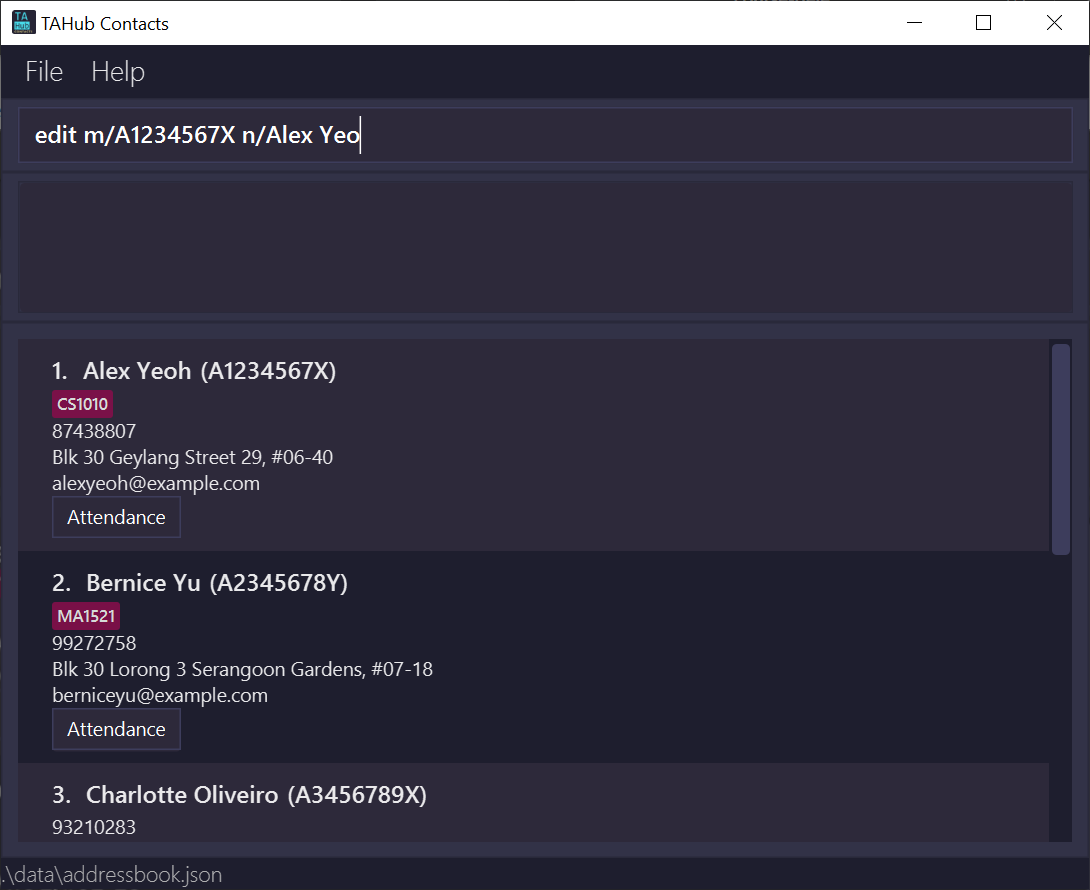 TAHub Contacts
File Help
edit m/A1234567X n/Alex Yeo
1. Alex Yeoh (A1234567X)
CS1010
87438807
Blk 30 Geylang Street 29, #06-40
alexyeoh@example.com
Attendance
2. Bernice Yu (A2345678Y)
MA1521
99272758
Blk 30 Lorong 3 Serangoon Gardens, #07-18
berniceyu@example.com
Attendance
3. Charlotte Oliveiro (A3456789X)
93210283
.\data\addressbook.json